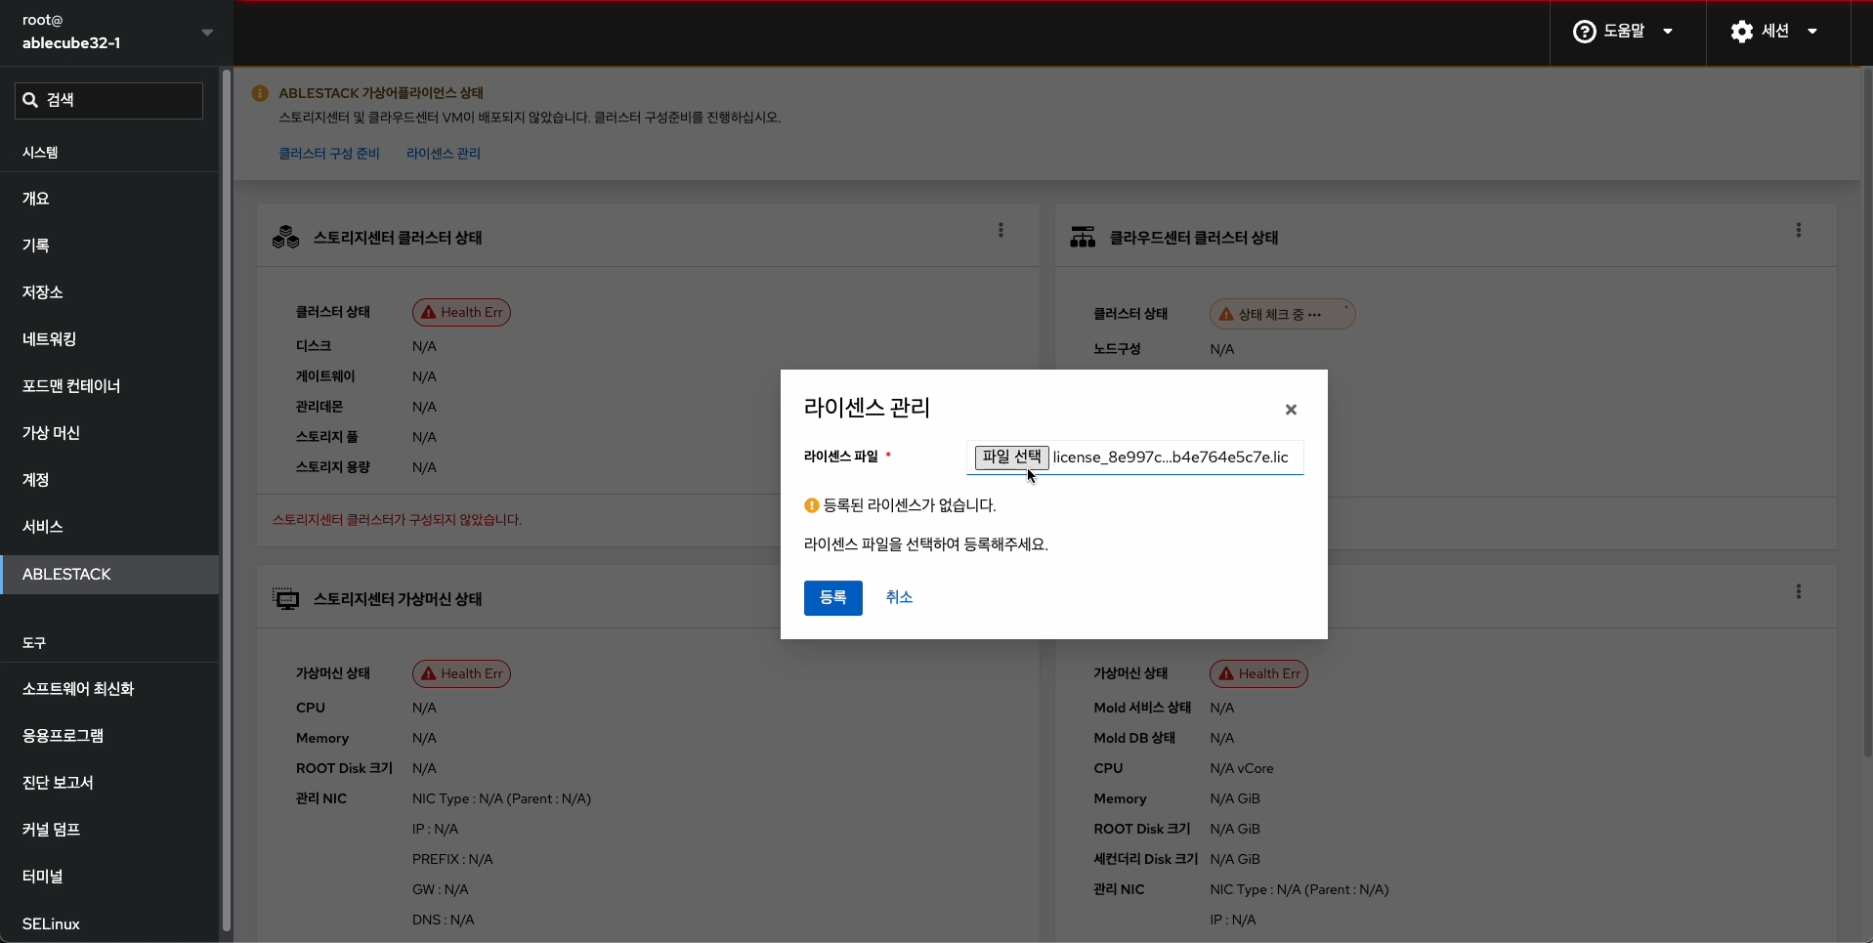 root@
ablecube32-1
도움말
세션
검색
시스템
개요
기록
저장소
네트워킹
포드맨 컨테이너
가상 머신
계정
서비스
ABLESTACK
도구
소프트웨어 최신화
응용프로그램
진단 보고서
커널 덤프
터미널
SELinux
ABLESTACK 가상어플라이언스 상태
스토리지센터 및 클라우드센터 VM이 배포되지 않았습니다. 클러스터 구성준비를 진행하십시오.
클러스터 구성 준비 라이센스 관리
스토리지센터 클러스터 상태
클러스터 상태 Health Err
디스크 N/A
게이트웨이 N/A
관리데몬 N/A
스토리지 풀 N/A
스토리지 용량 N/A
스토리지센터 클러스터가 구성되지 않았습니다.
클라우드센터 클러스터 상태
클러스터 상태 상태 체크 중 ···
노드구성 N/A
라이센스 관리
라이센스 파일 * 파일 선택 license_8e997c...b4e764e5c7e.lic
등록된 라이센스가 없습니다.
라이센스 파일을 선택하여 등록해주세요.
등록 취소
스토리지센터 가상머신 상태
가상머신 상태 Health Err
CPU N/A
Memory N/A
ROOT Disk 크기 N/A
관리 NIC NIC Type : N/A (Parent : N/A)
IP : N/A
PREFIX : N/A
GW : N/A
DNS : N/A
가상머신 상태 Health Err
Mold 서비스 상태 N/A
Mold DB 상태 N/A
CPU N/A vCore
Memory N/A GiB
ROOT Disk 크기 N/A GiB
세컨더리 Disk 크기 N/A GiB
관리 NIC NIC Type : N/A (Parent : N/A)
IP : N/A